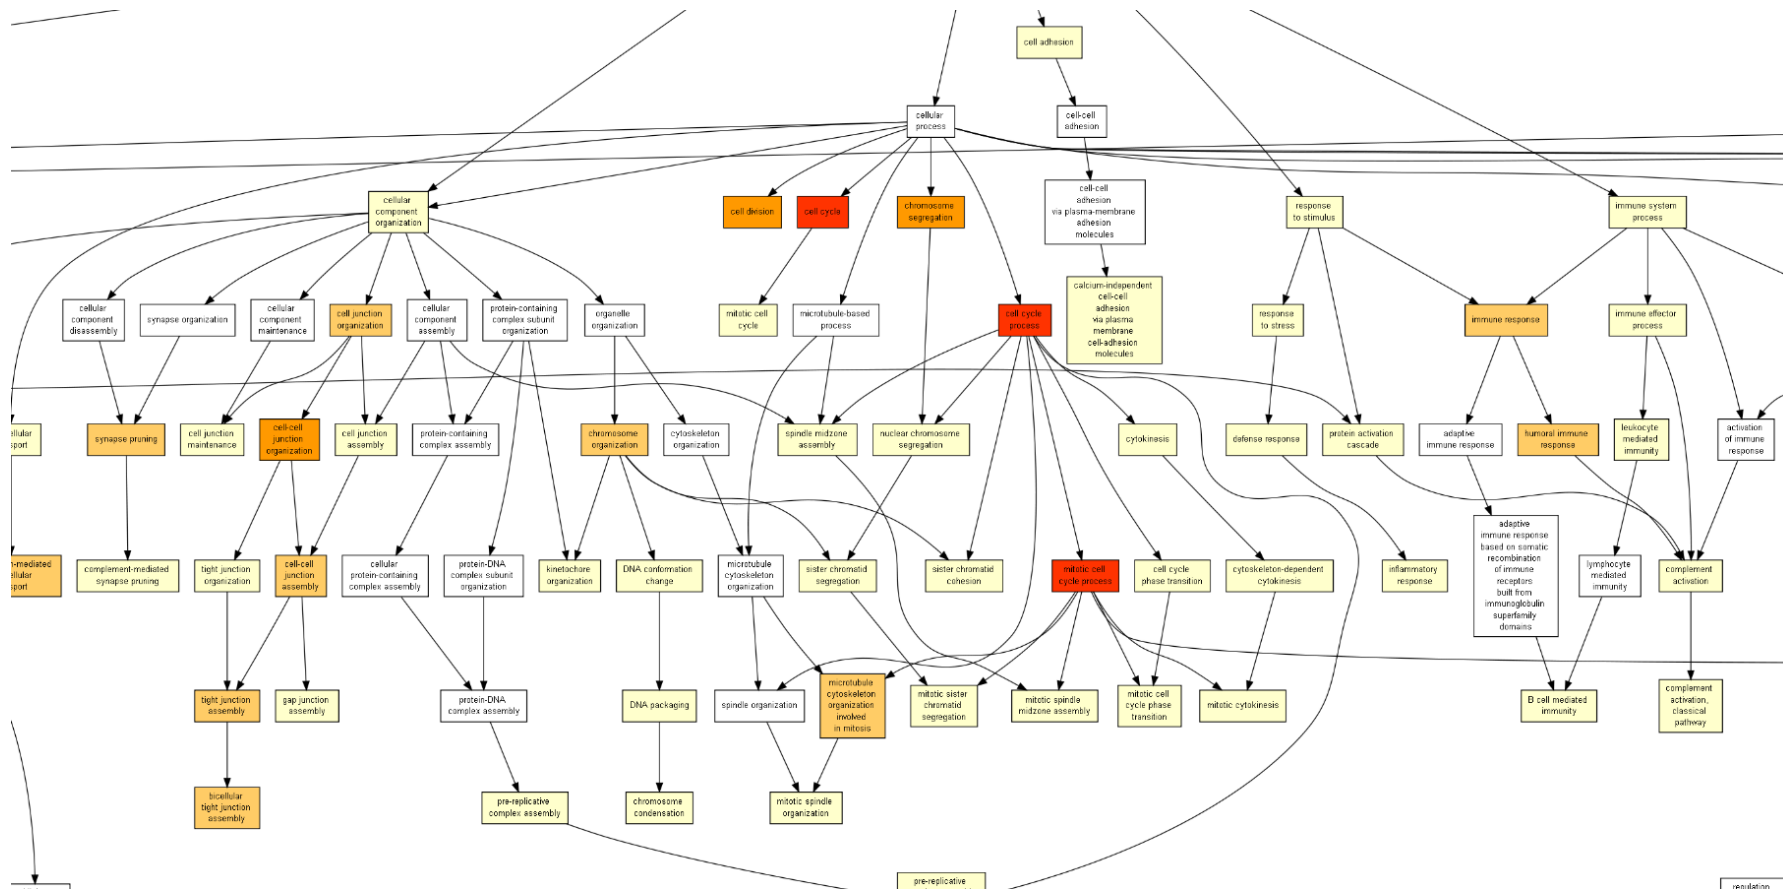 cell adhesion
cellular
process
cell-cell
adhesion
cellular
component
organization
cell division
cell cycle
chromosome
segregation
cell-cell
adhesion
via plasma-membrane
adhesion
molecules
response
to stimulus
immune system
process
cellular
component
disassembly
synapse organization
cellular
component
maintenance
cell junction
organization
cellular
component
assembly
protein-containing
complex subunit
organization
organelle
organization
mitotic cell
cycle
microtubule-based
process
cell cycle
process
calcium-independent
cell-cell
adhesion
via plasma
membrane
cell-adhesion
molecules
response
to stress
immune response
immune effector
process
ellular
sport
synapse pruning
cell junction
maintenance
cell-cell
junction
organization
cell junction
assembly
protein-containing
complex assembly
chromosome
organization
cytoskeleton
organization
spindle midzone
assembly
nuclear chromosome
segregation
cytokinesis
defense response
protein activation
cascade
adaptive
immune response
humoral immune
response
leukocyte
mediated
immunity
activation
of immune
response
n-mediated
ellular
sport
complement-mediated
synapse pruning
tight junction
organization
cell-cell
junction
assembly
cellular
protein-containing
complex assembly
protein-DNA
complex subunit
organization
kinetochore
organization
DNA conformation
change
microtubule
cytoskeleton
organization
sister chromatid
segregation
sister chromatid
cohesion
mitotic cell
cycle process
cell cycle
phase transition
cytoskeleton-dependent
cytokinesis
inflammatory
response
adaptive
immune response
based on somatic
recombination
of immune
receptors
built from
immunoglobulin
superfamily
domains
lymphocyte
mediated
immunity
complement
activation
tight junction
assembly
gap junction
assembly
protein-DNA
complex assembly
DNA packaging
spindle organization
microtubule
cytoskeleton
organization
involved
in mitosis
mitotic sister
chromatid
segregation
mitotic spindle
midzone assembly
mitotic cell
cycle phase
transition
mitotic cytokinesis
B cell mediated
immunity
complement
activation,
classical
pathway
bicellular
tight junction
assembly
pre-replicative
complex assembly
chromosome
condensation
mitotic spindle
organization
pre-replicative
regulation